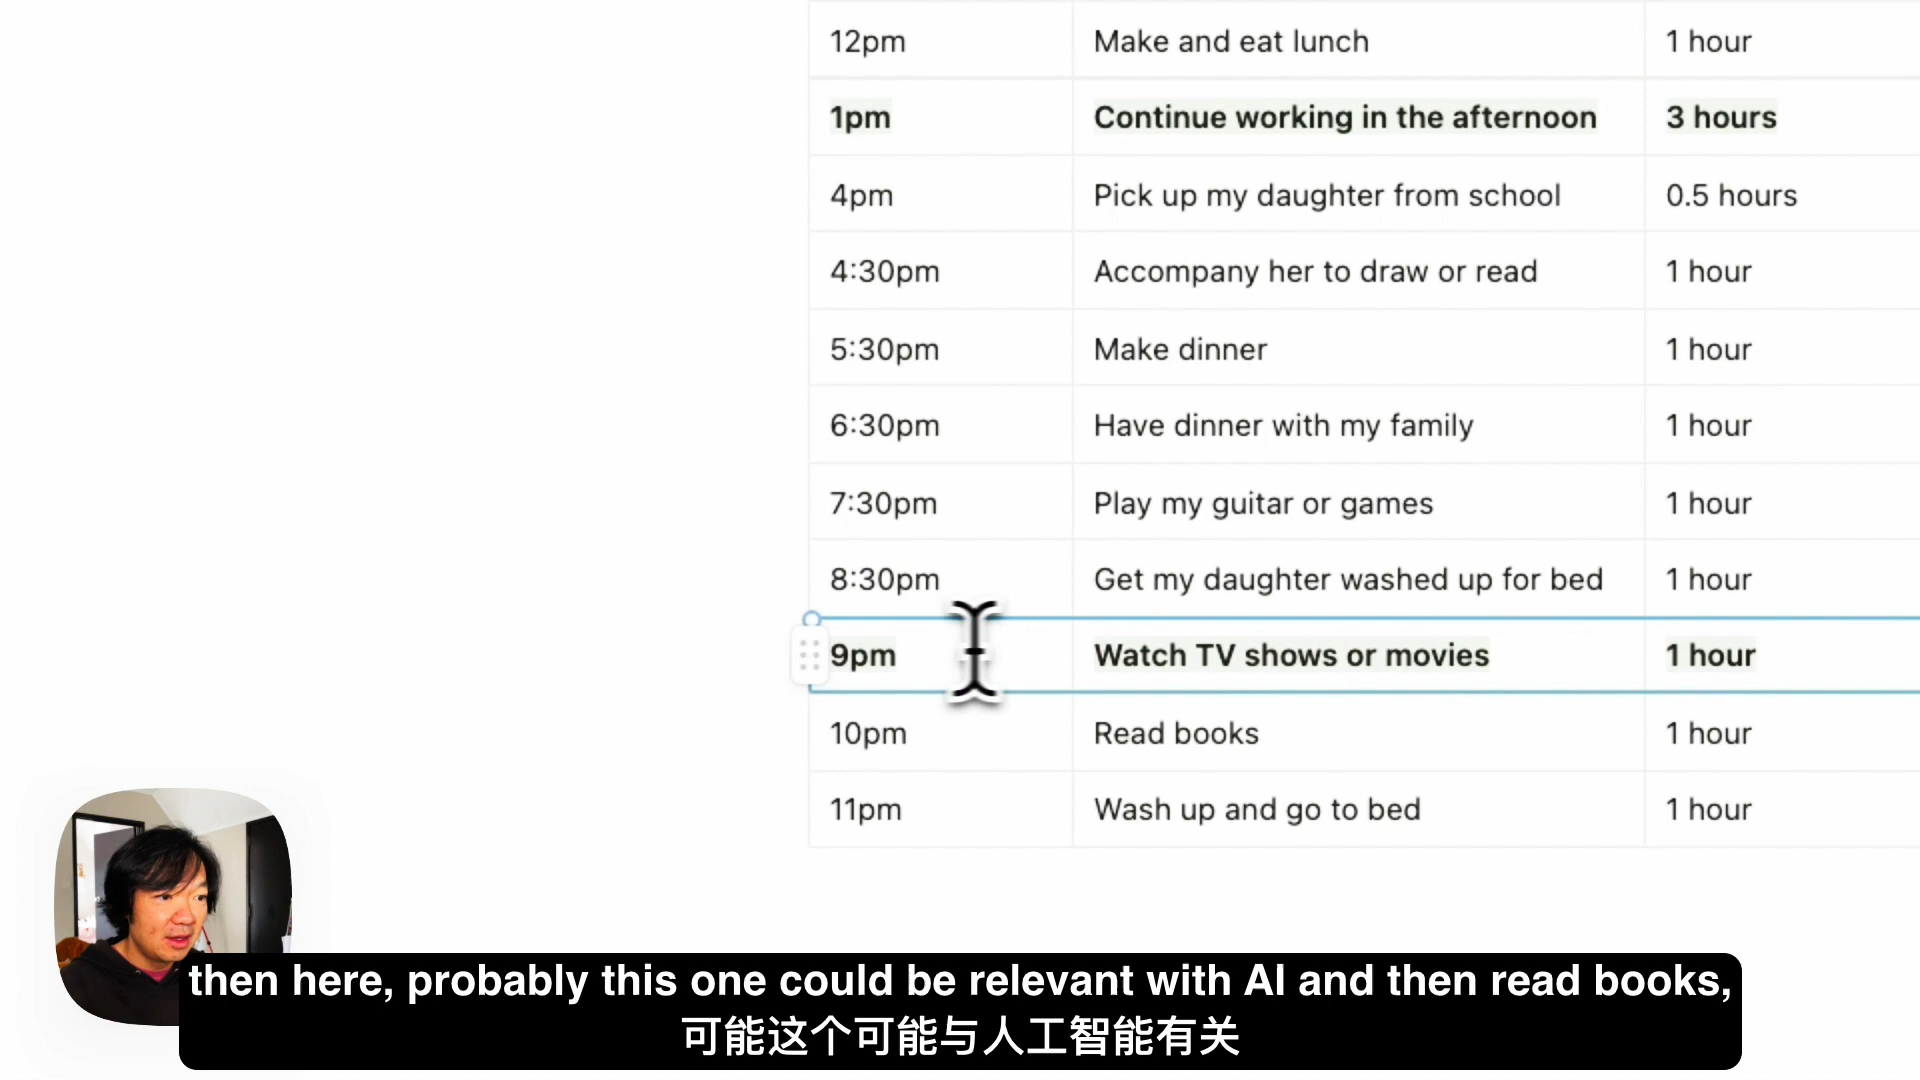 12pm Make and eat lunch 1 hour
1pm Continue working in the afternoon 3 hours
4pm Pick up my daughter from school 0.5 hours
4:30pm Accompany her to draw or read 1 hour
5:30pm Make dinner 1 hour
6:30pm Have dinner with my family 1 hour
7:30pm Play my guitar or games 1 hour
8:30pm Get my daughter washed up for bed 1 hour
9pm Watch TV shows or movies 1 hour
10pm Read books 1 hour
11pm Wash up and go to bed 1 hour
then here, probably this one could be relevant with AI and then read books,
可能这个可能与人工智能有关